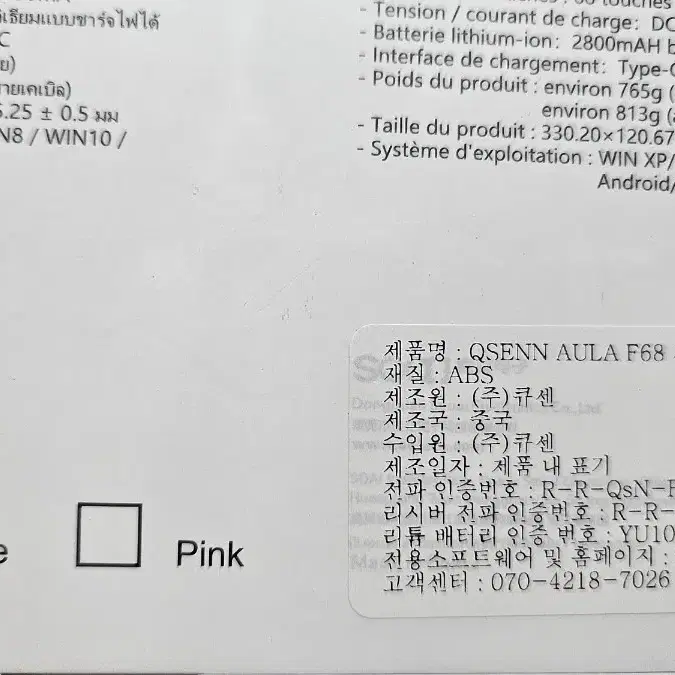 เธียมแบบชาร์จไฟได้
C
ย)
ายเคเบิล)
5.25 ± 0.5 มม
N8 / WIN10 /
touches
- Tension / courant de charge: DC
- Batterie lithium-ion: 2800mAH
- Interface de chargement: Type-C
- Poids du produit : environ 765g (
environ 813g (
- Taille du produit : 330.20×120.67
- Système d'exploitation : WIN XP/
Android/
제품명 : QSENN AULA F68
재질 : ABS
제조원 : (주)큐센
제조국 : 중국
수입원 : (주)큐센
제조일자 : 제품 내 표기
전파 인증번호 : R-R-QsN-F
리시버 전파 인증번호 : R-R-
리튬 배터리 인증 번호 : YU10
전용소프트웨어 및 홈페이지 :
고객센터 : 070-4218-7026
e
Pink